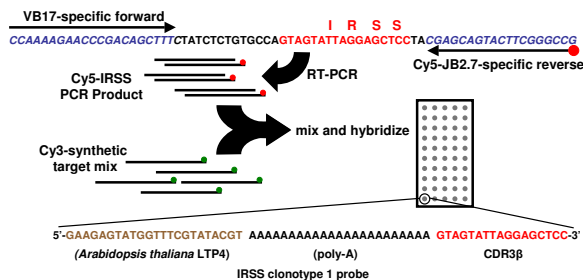 VB17-specific forward
I R S S
CCAAAAGAACCCGACAGCTTTCTATCTCTGTGCCAGTAGTATTAGGAGCTCCTACGAGCAGTACTTCGGGCCG
Cy5-JB2.7-specific reverse
RT-PCR
Cy5-IRSS
PCR Product
mix and hybridize
Cy3-synthetic
target mix
5'-GAAGAGTATGGTTTCGTATACGT AAAAAAAAAAAAAAAAAAAAAAA GTAGTATTAGGAGCTCC-3'
(Arabidopsis thaliana LTP4) (poly-A) CDR3β
IRSS clonotype 1 probe